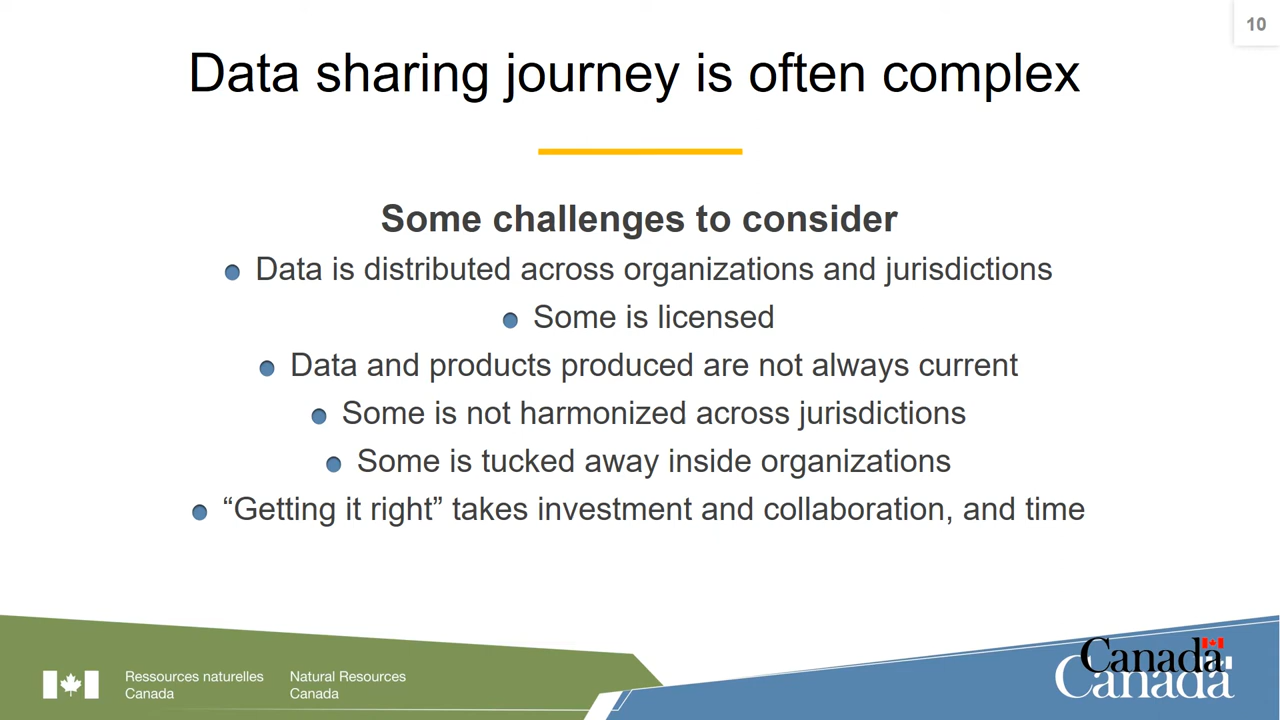 10
Data sharing journey is often complex
Some challenges to consider
Data is distributed across organizations and jurisdictions
Some is licensed
Data and products produced are not always current
Some is not harmonized across jurisdictions
Some is tucked away inside organizations
“Getting it right” takes investment and collaboration, and time
Ressources naturelles
Canada
Natural Resources
Canada
Canada
Canada